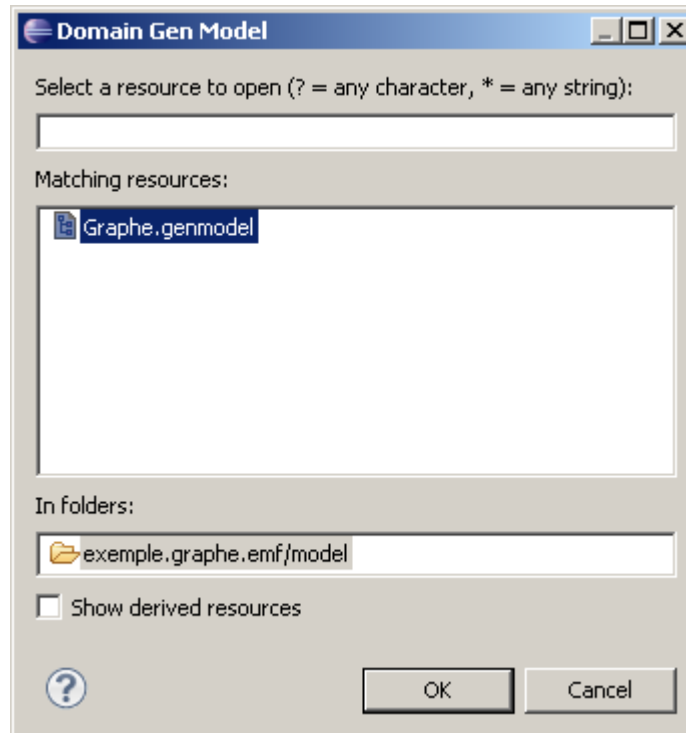 Domain Gen Model
Select a resource to open (? = any character, * = any string):
Matching resources:
Graphe.genmodel
In folders:
exemple.graphe.emf/model
Show derived resources
?
OK Cancel